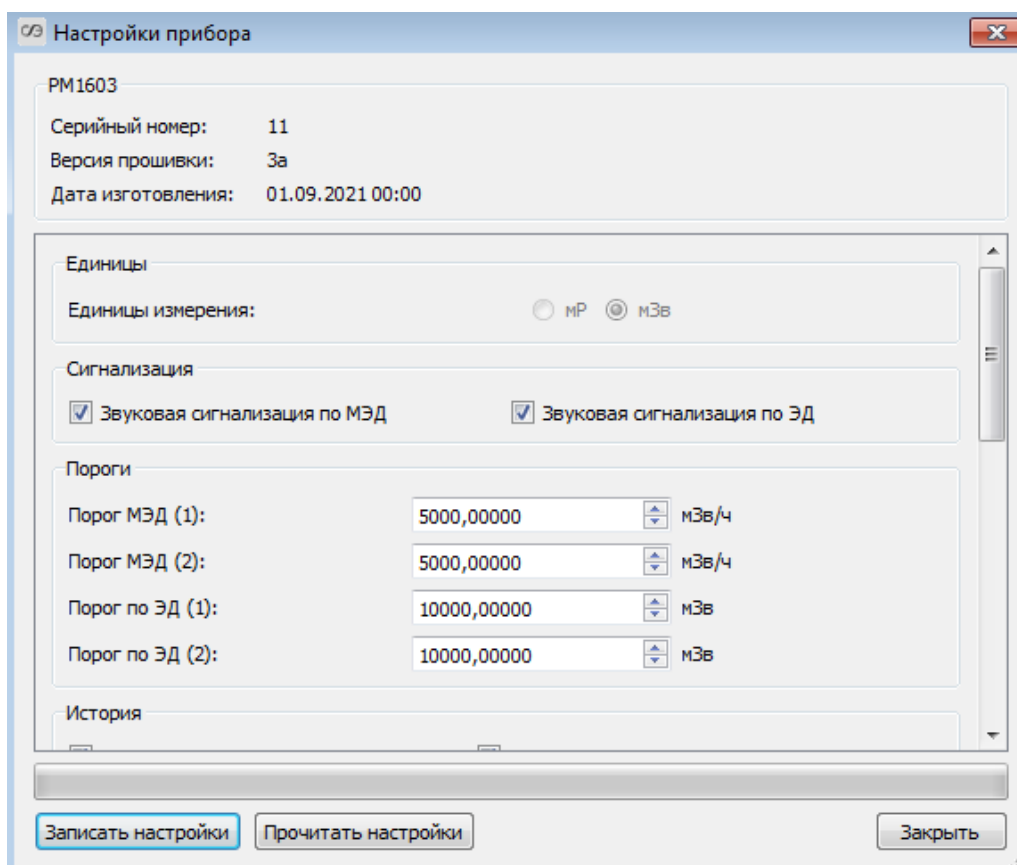 Настройки прибора
PM1603
Серийный номер: 11
Версия прошивки: 3a
Дата изготовления: 01.09.2021 00:00
Единицы
Единицы измерения: мР мЗв
Сигнализация
Звуковая сигнализация по МЭД Звуковая сигнализация по ЭД
Пороги
Порог МЭД (1): 5000,00000 мЗв/ч
Порог МЭД (2): 5000,00000 мЗв/ч
Порог по ЭД (1): 10000,00000 мЗв
Порог по ЭД (2): 10000,00000 мЗв
История
Записать настройки Прочитать настройки Закрыть